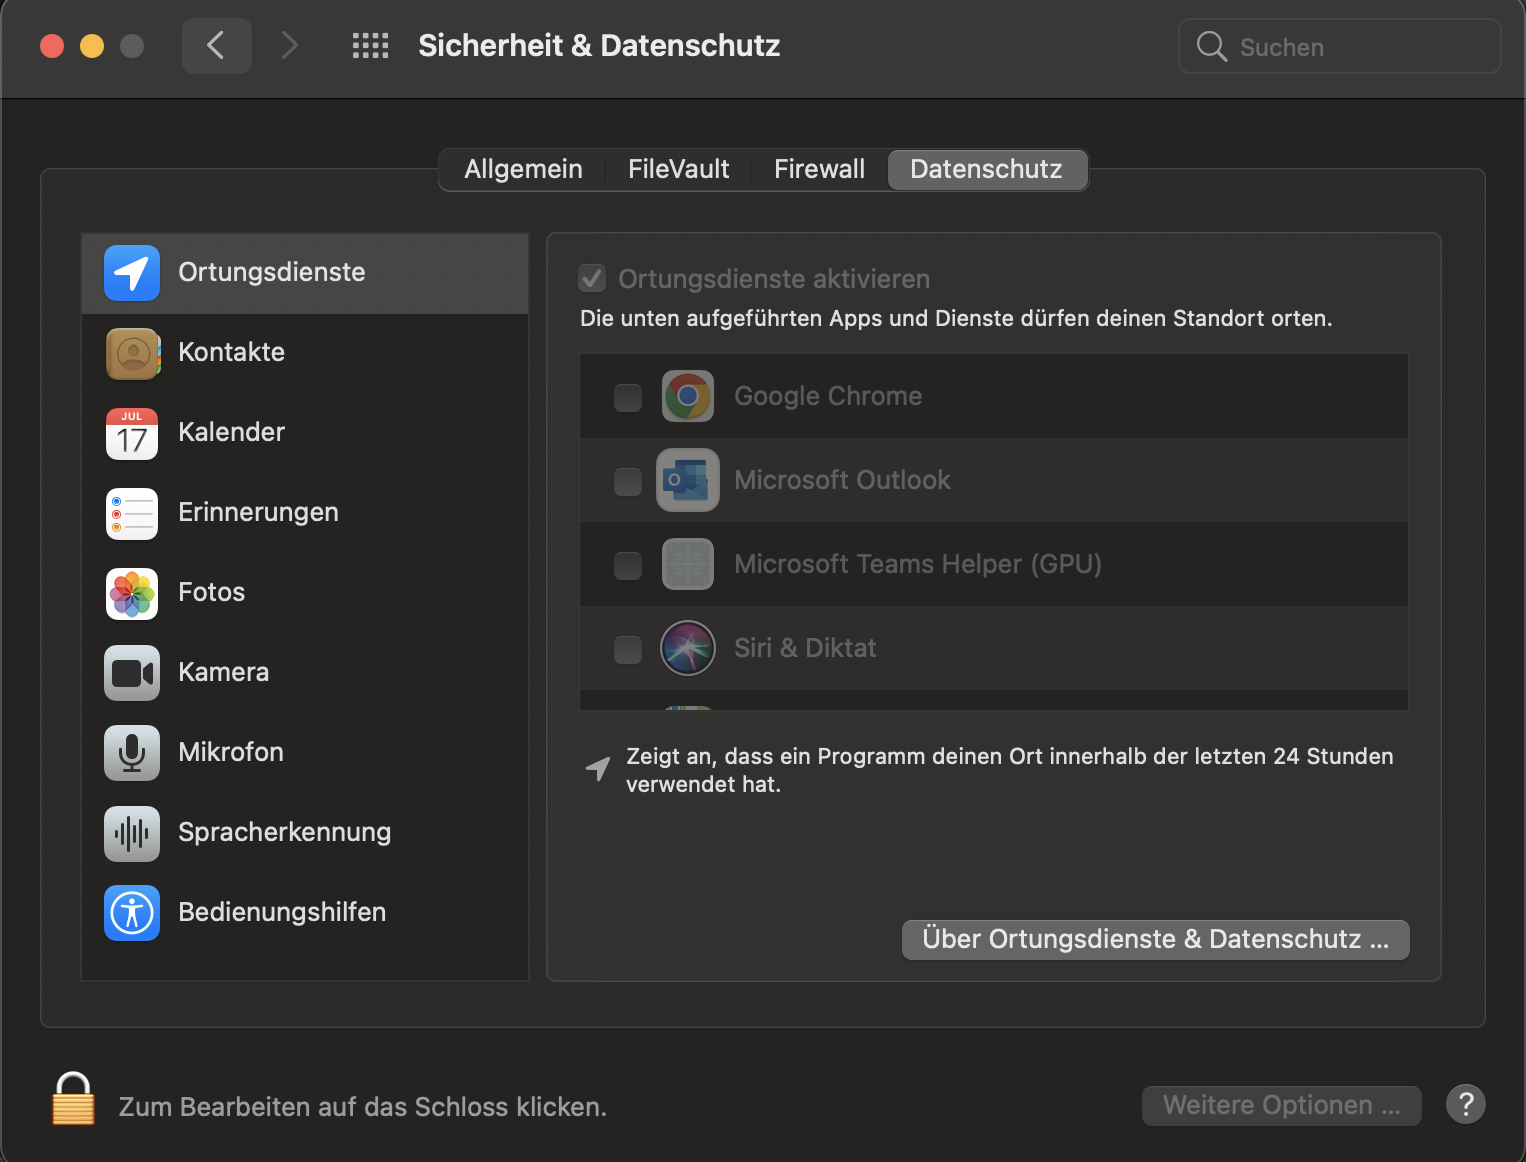 Sicherheit & Datenschutz
Suchen
Allgemein
FileVault
Firewall
Datenschutz
Ortungsdienste
Kontakte
JUL
17
Kalender
Erinnerungen
Fotos
Kamera
Mikrofon
Spracherkennung
Bedienungshilfen
Ortungsdienste aktivieren
Die unten aufgeführten Apps und Dienste dürfen deinen Standort orten.
Google Chrome
O
Microsoft Outlook
Microsoft Teams Helper (GPU)
Siri & Diktat
Zeigt an, dass ein Programm deinen Ort innerhalb der letzten 24 Stunden
verwendet hat.
Über Ortungsdienste & Datenschutz ...
Zum Bearbeiten auf das Schloss klicken.
Weitere Optionen ...
?